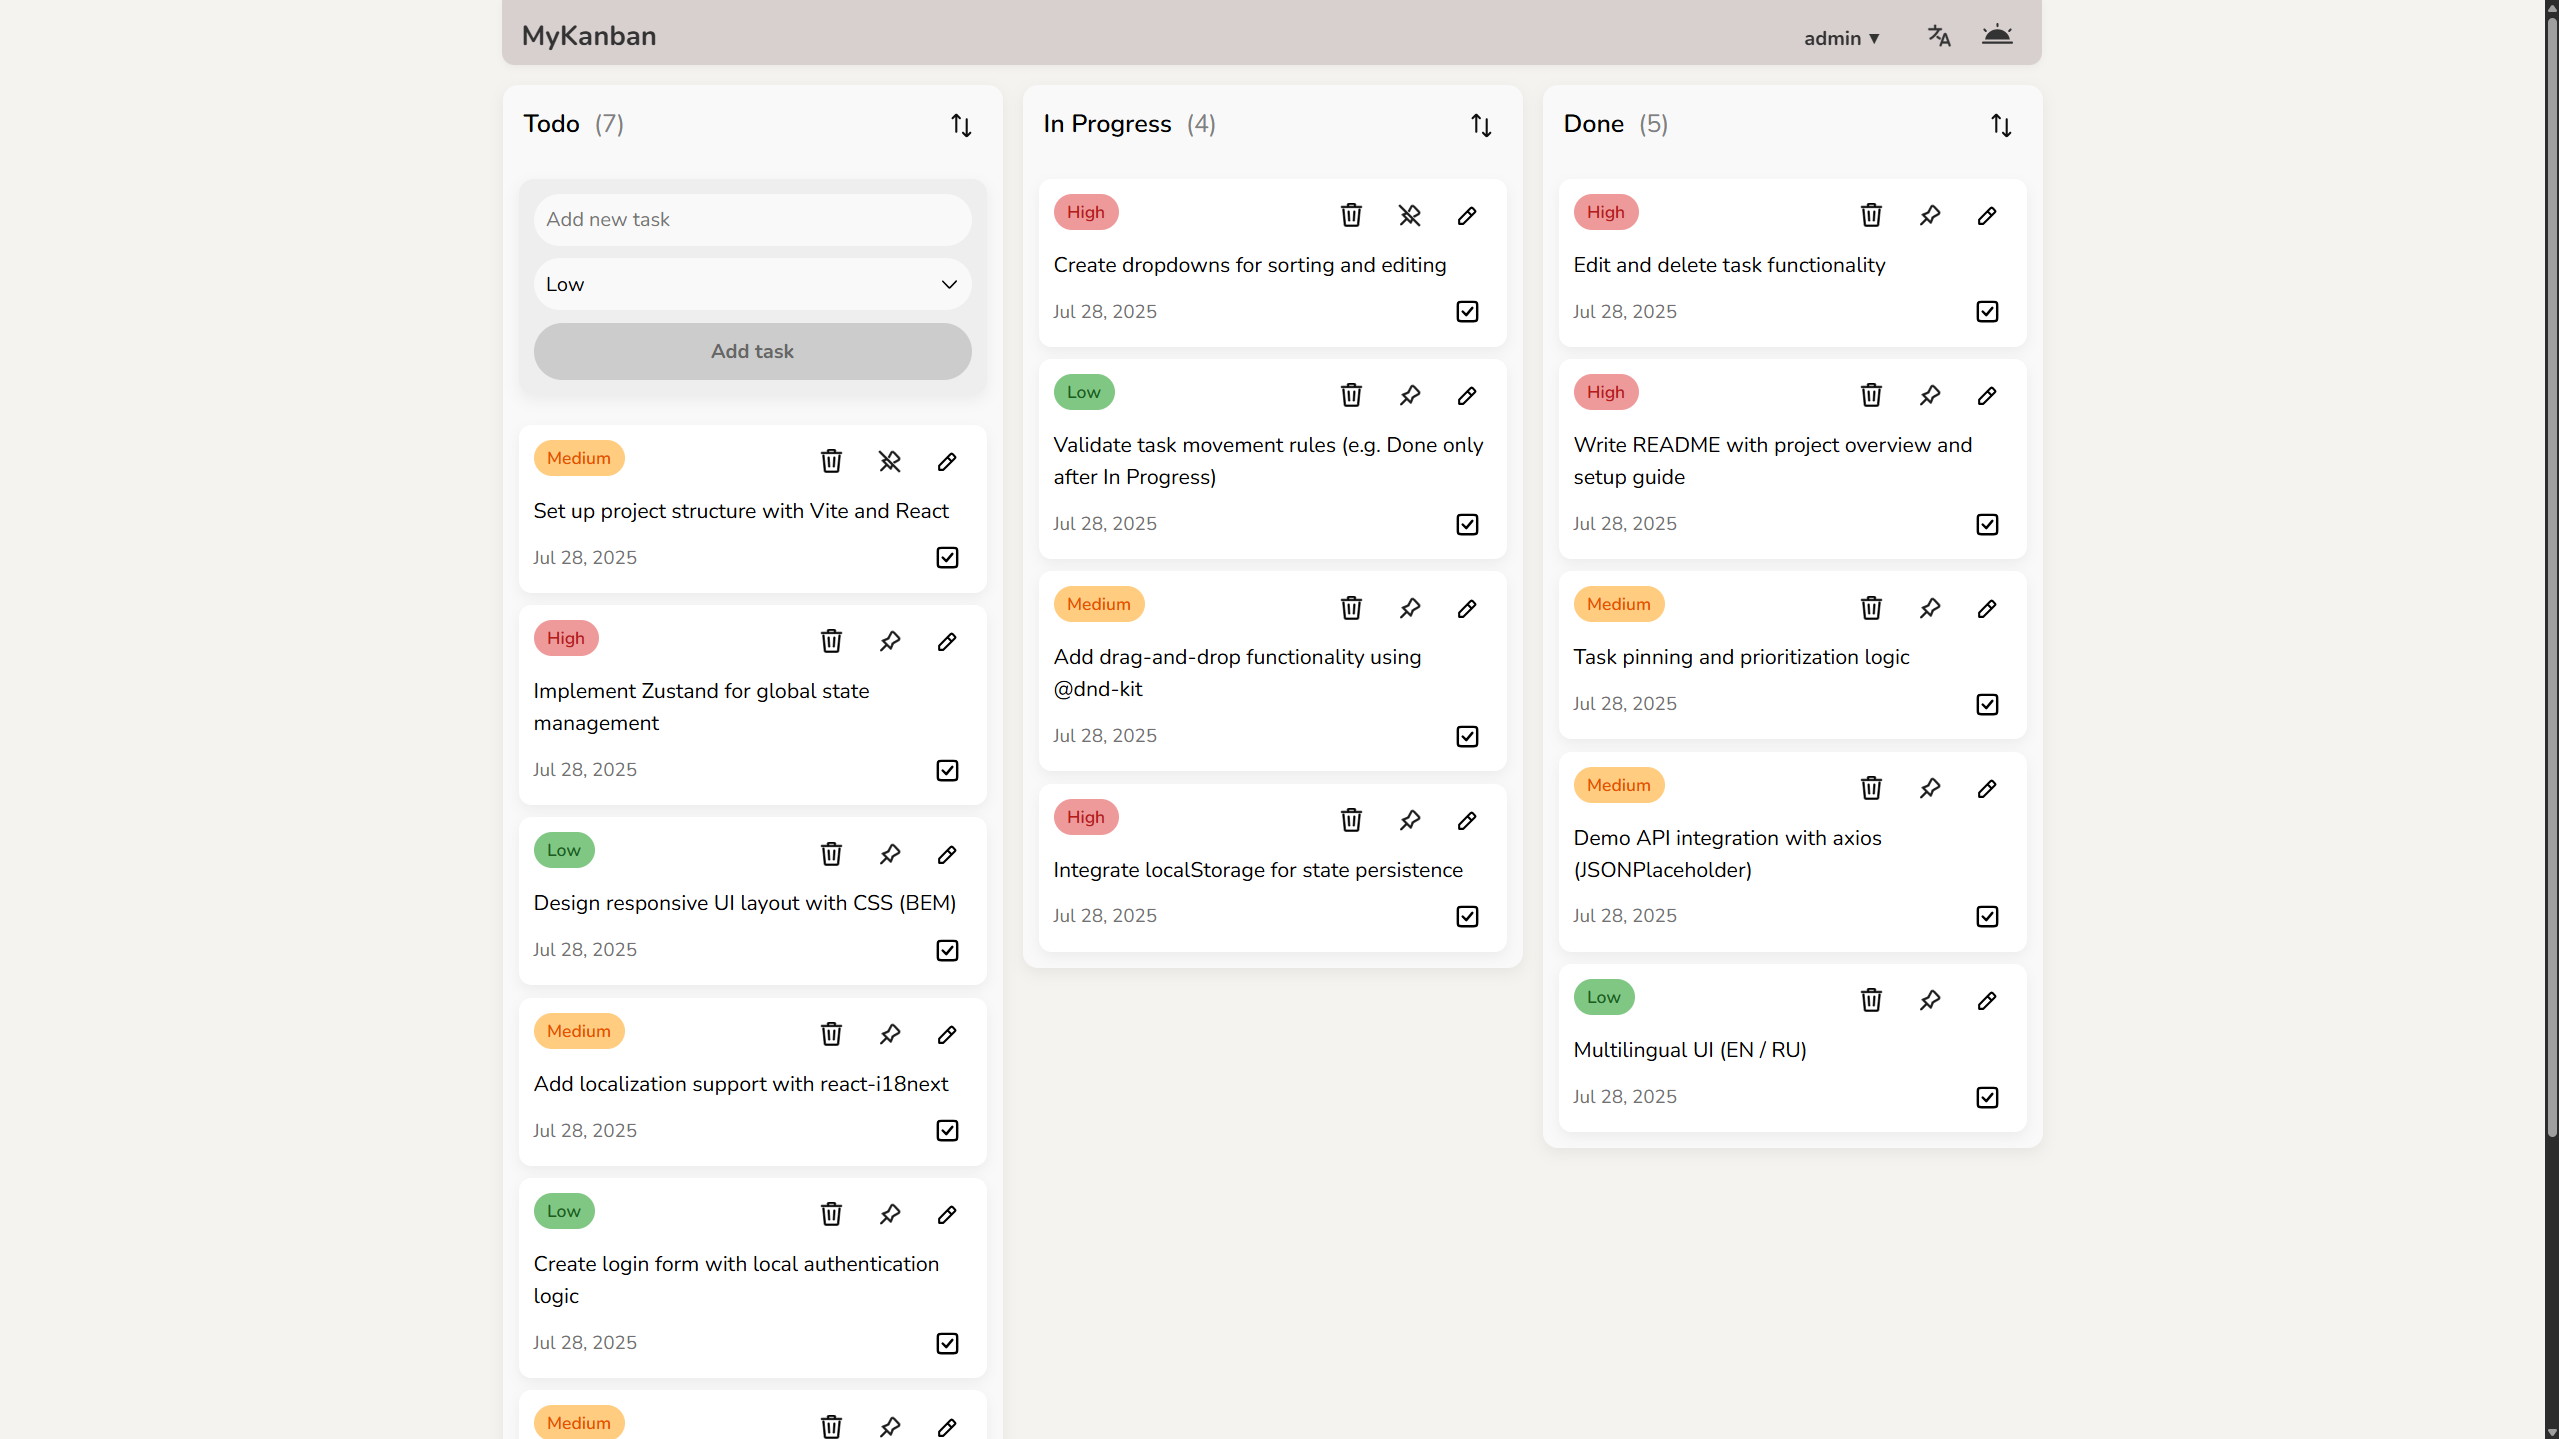 MyKanban
admin ▼
Todo (7)
Add new task
Low
Add task
Medium
Set up project structure with Vite and React
Jul 28, 2025
High
Implement Zustand for global state
management
Jul 28, 2025
Low
Design responsive UI layout with CSS (BEM)
Jul 28, 2025
Medium
Add localization support with react-i18next
Jul 28, 2025
Low
Create login form with local authentication
logic
Jul 28, 2025
Medium
In Progress (4)
High
Create dropdowns for sorting and editing
Jul 28, 2025
Low
Validate task movement rules (e.g. Done only
after In Progress)
Jul 28, 2025
Medium
Add drag-and-drop functionality using
@dnd-kit
Jul 28, 2025
High
Integrate localStorage for state persistence
Jul 28, 2025
Done (5)
High
Edit and delete task functionality
Jul 28, 2025
High
Write README with project overview and
setup guide
Jul 28, 2025
Medium
Task pinning and prioritization logic
Jul 28, 2025
Medium
Demo API integration with axios
(JSONPlaceholder)
Jul 28, 2025
Low
Multilingual UI (EN / RU)
Jul 28, 2025